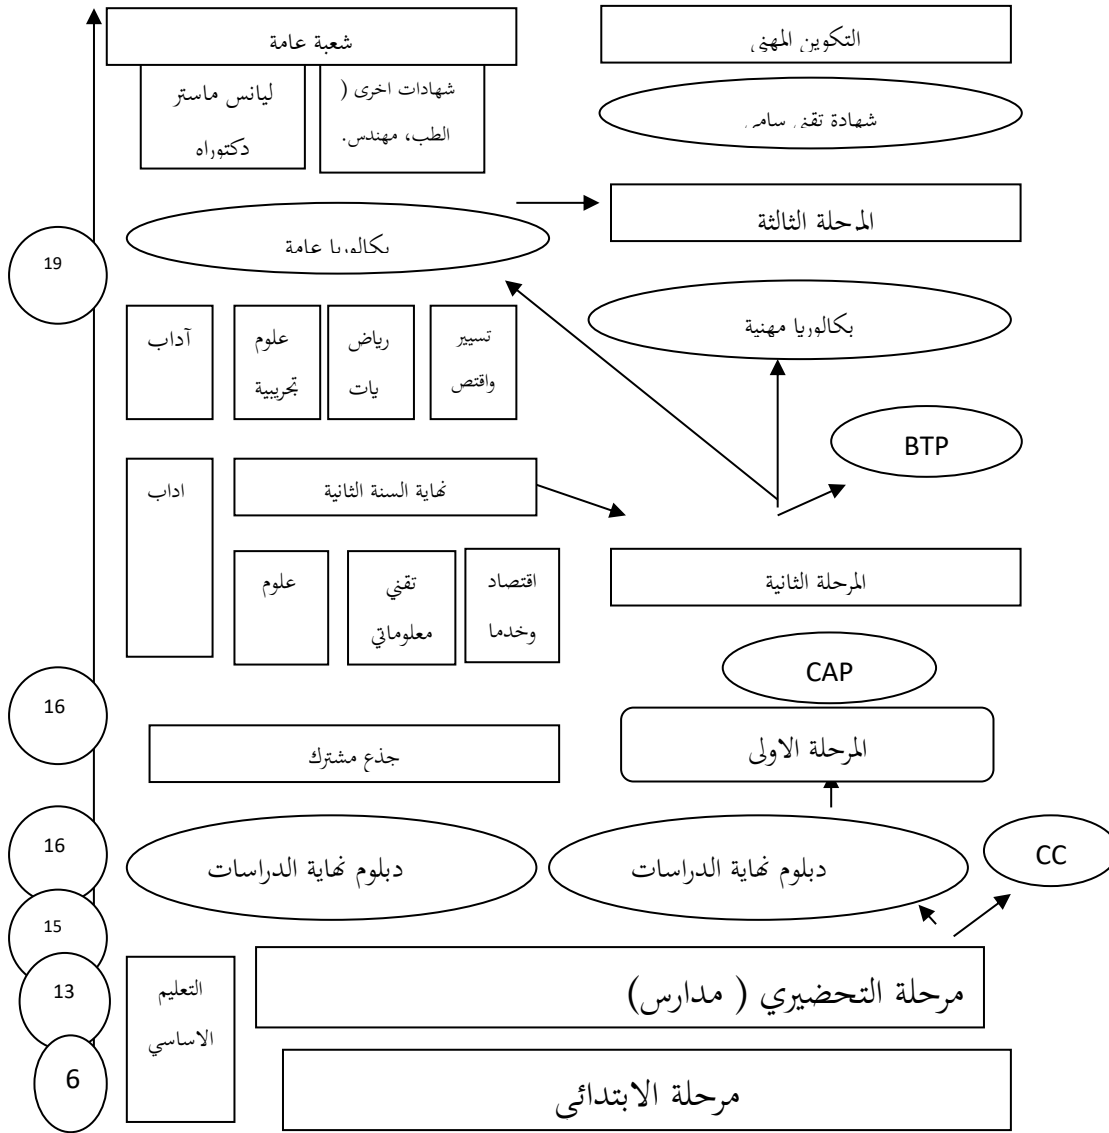 التكوين المهني
شعبة عامة
شهادات اخرى (
الطب، مهندس.
ليانس ماستر
دكتوراه
شهادة تقني سامي
المرحلة الثالثة
بكالوريا عامة
19
بكالوريا مهنية
تسيير
واقتص
رياض
يات
علوم
تجريبية
آداب
BTP
نهاية السنة الثانية
اداب
المرحلة الثانية
اقتصاد
وخدما
تقني
معلوماتي
علوم
CAP
16
المرحلة الاولى
جذع مشترك
CC
دبلوم نهاية الدراسات
دبلوم نهاية الدراسات
16
15
مرحلة التحضيري ( مدارس)
التعليم
الاساسي
13
مرحلة الابتدائي
6